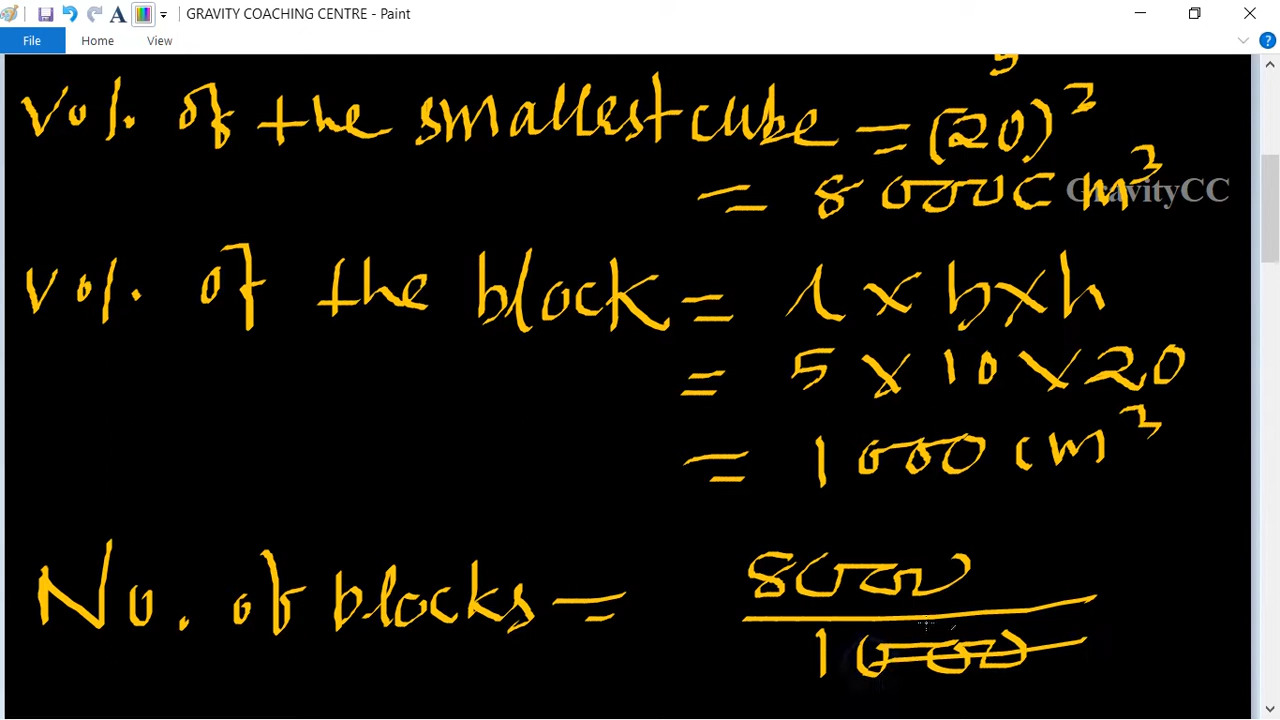 GRAVITY COACHING CENTRE - Paint
File Home View
Vol. of the smallest cube = (20)³
= 8000 cm³
GravityCC
Vol. of the block = l x b x h
= 5 x 10 x 20
= 1000 cm³
No. of blocks = 8000
1000